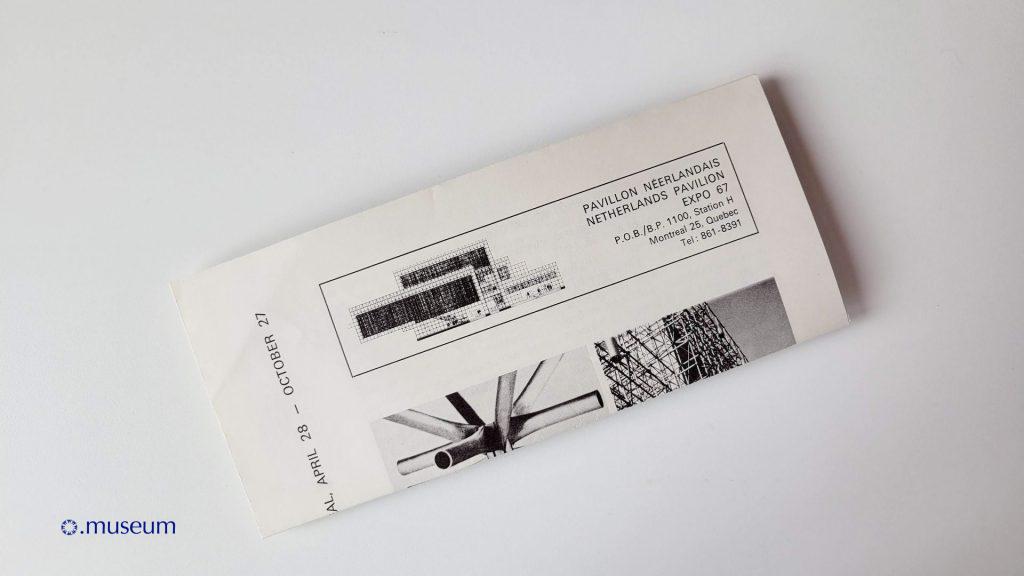 PAVILLON NÉERLANDAIS
NETHERLANDS PAVILION
EXPO 67
P.O.B./B.P. 1100, Station H
Montreal 25, Quebec
Tel: 861-8391
AL, APRIL 28 — OCTOBER 27
.museum